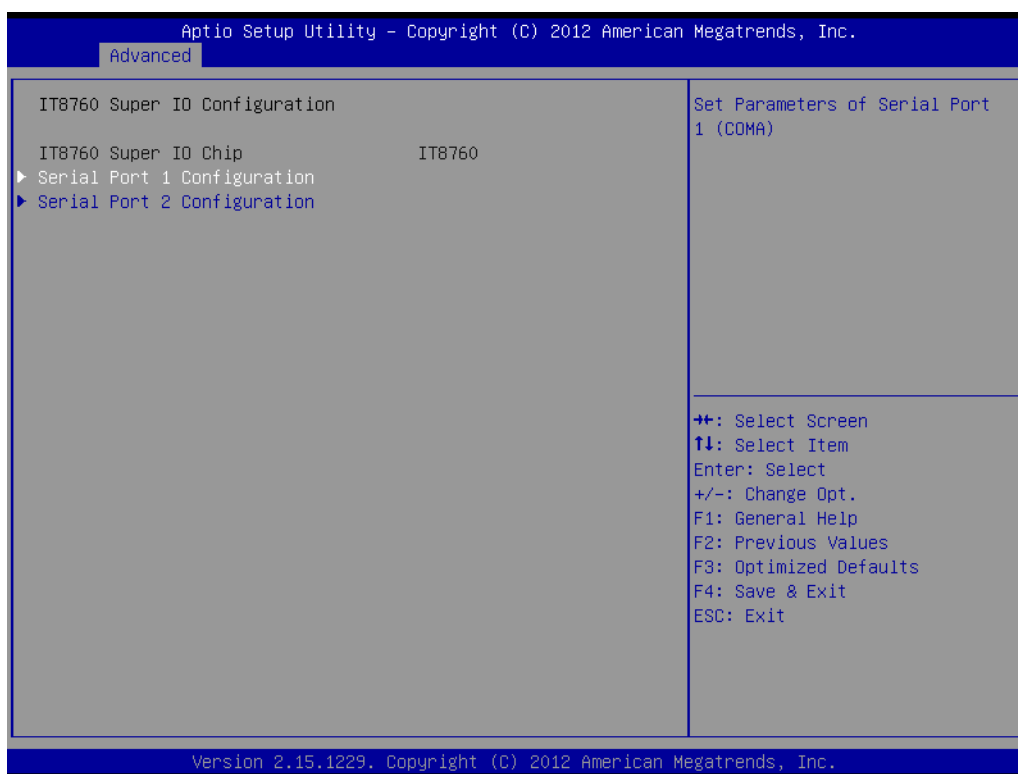 Aptio Setup Utility – Copyright (C) 2012 American Megatrends, Inc.
Advanced
IT8760 Super IO Configuration
IT8760 Super IO Chip IT8760
▶ Serial Port 1 Configuration
▶ Serial Port 2 Configuration
Set Parameters of Serial Port
1 (COMA)
→←: Select Screen
↑↓: Select Item
Enter: Select
+/-: Change Opt.
F1: General Help
F2: Previous Values
F3: Optimized Defaults
F4: Save & Exit
ESC: Exit
Version 2.15.1229. Copyright (C) 2012 American Megatrends, Inc.